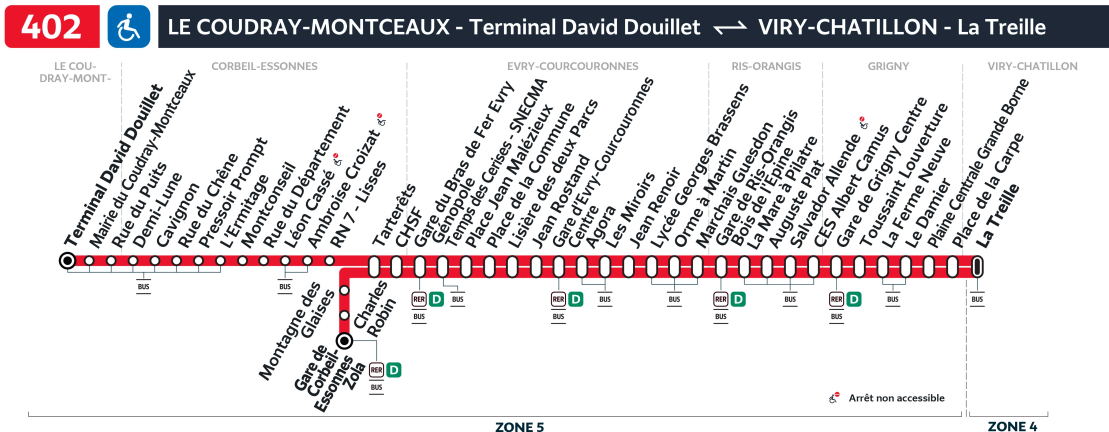 402
LE COUDRAY-MONTCEAUX - Terminal David Douillet ⇌ VIRY-CHATILLON - La Treille
LE COU-
DRAY-MONT-
CORBEIL-ESSONNES
EVRY-COURCOURONNES
RIS-ORANGIS
GRIGNY
VIRY-CHATILLON
Terminal David Douillet
Mairie du Coudray-Montceaux
Rue du Puits
Demi-Lune
Cavignon
Rue du Chêne
Pressoir Prompt
L'Ermitage
Montconseil
Rue du Département
Léon Cassé
Ambroise Croizat
RN 7 - Lisses
Tarterêts
CHSF
Gare du Bras de Fer Evry
Génopole
Temps des Cerises - SNECMA
Place Jean Malézieux
Place de la Commune
Lisière des deux Parcs
Jean Rostand
Gare d'Evry-Courcouronnes
Centre
Agora
Les Miroirs
Jean Renoir
Lycée Georges Brassens
Orme à Martin
Marchais Guesdon
Gare de Ris-Orangis
Bois de l'Epine
La Mare à Pilatre
Auguste Plat
Salvador Allende
CES Albert Camus
Gare de Grigny Centre
Toussaint Louverture
La Ferme Neuve
Le Damier
Plaine Centrale Grande Borne
Place de la Carpe
La Treille
BUS
BUS
RER D
BUS
BUS
RER D
BUS
BUS
BUS
RER D
BUS
BUS
RER D
BUS
BUS
BUS
Montagne des
Glaises
Charles
Robin
Gare de
Corbeil-
Essonnes
Zola
RER D
BUS
Arrêt non accessible
ZONE 5
ZONE 4